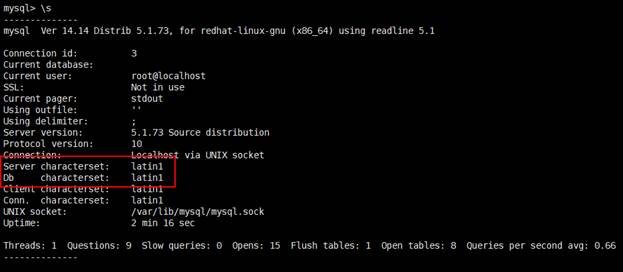 mysql> \s
--------------
mysql  Ver 14.14 Distrib 5.1.73, for redhat-linux-gnu (x86_64) using readline 5.1
Connection id:          3
Current database:
Current user:           root@localhost
SSL:                    Not in use
Current pager:          stdout
Using outfile:          ''
Using delimiter:        ;
Server version:         5.1.73 Source distribution
Protocol version:       10
Connection:             Localhost via UNIX socket
Server characterset:    latin1
Db     characterset:    latin1
Client characterset:    latin1
Conn.  characterset:    latin1
UNIX socket:            /var/lib/mysql/mysql.sock
Uptime:                 2 min 16 sec
Threads: 1  Questions: 9  Slow queries: 0  Opens: 15  Flush tables: 1  Open tables: 8  Queries per second avg: 0.66
--------------